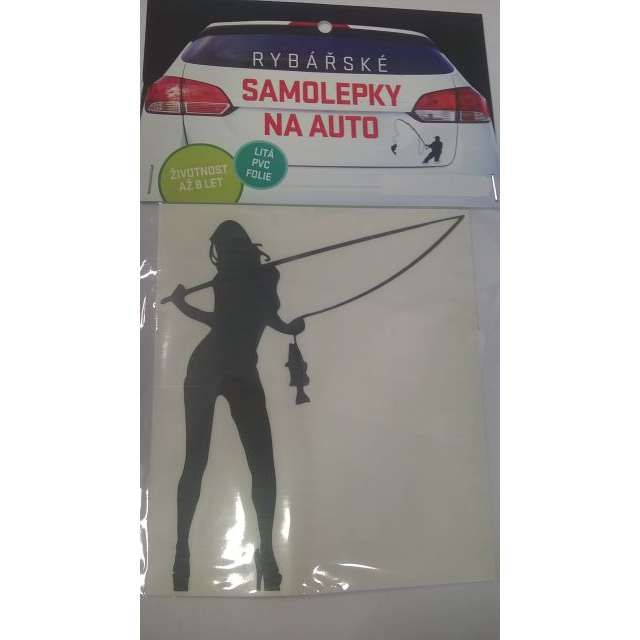 RYBÁŘSKÉ
SAMOLEPKY
NA AUTO
LITÁ
PVC
FOLIE
ŽIVOTNOST
AŽ 8 LET